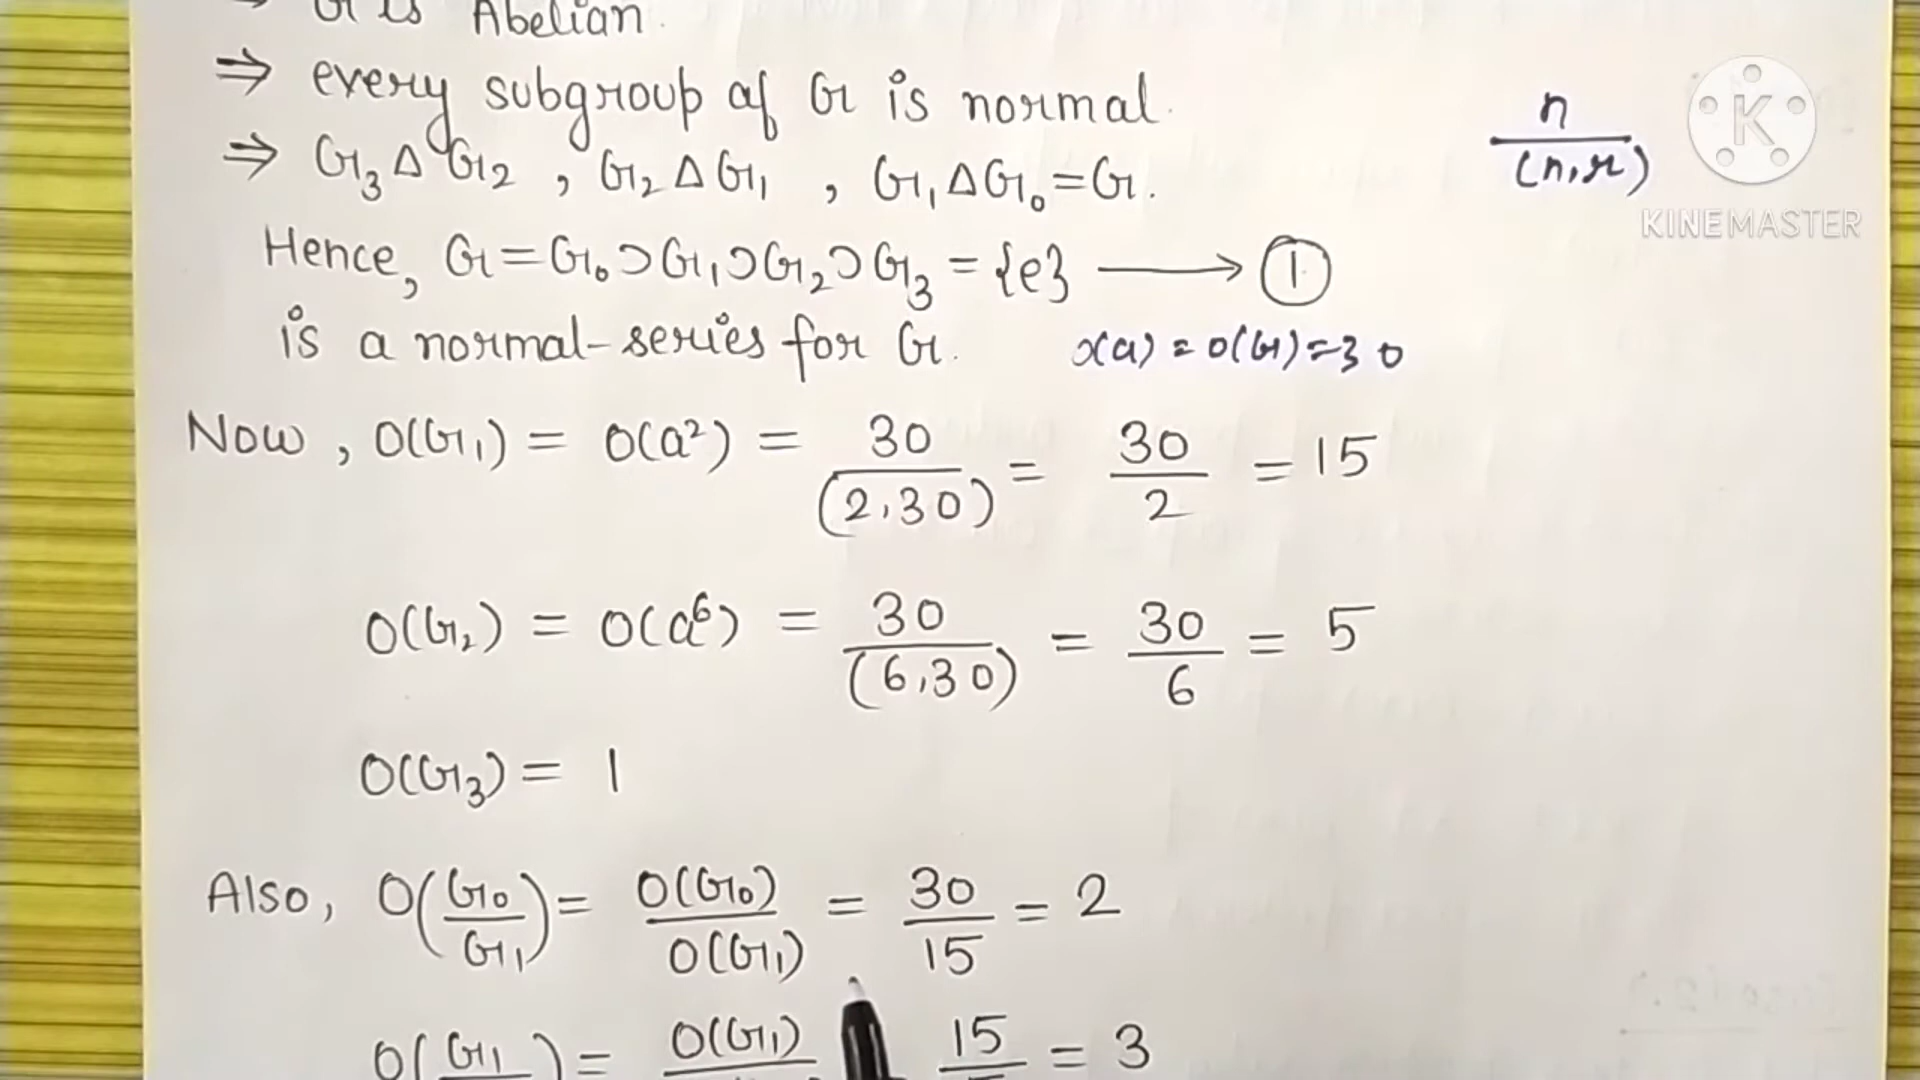 ⇒ G is Abelian.
⇒ every subgroup of G is normal.
⇒ G₃ Δ G₂ , G₂ Δ G₁ , G₁ Δ G₀ = G.
n/(n,r)
KINEMASTER
Hence, G = G₀ ⊃ G₁ ⊃ G₂ ⊃ G₃ = {e} ⟶ ①
is a normal-series for G. o(a) = o(G) = 30
Now, O(G₁) = O(a²) = 30/(2,30) = 30/2 = 15
O(G₂) = O(a⁶) = 30/(6,30) = 30/6 = 5
O(G₃) = 1
Also, O(G₀/G₁) = O(G₀)/O(G₁) = 30/15 = 2
O(G₁ ) = O(G₁) 15 = 3